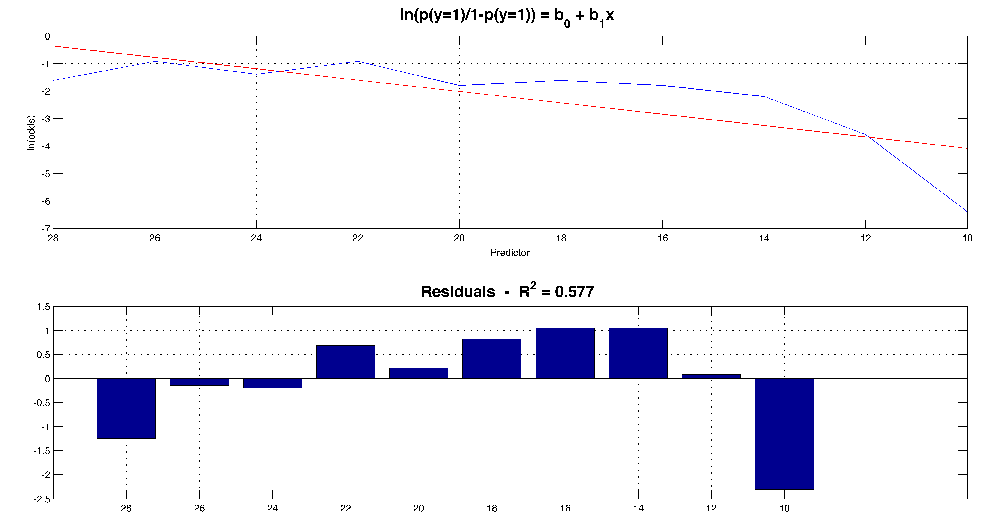 ln(p(y=1)/1-p(y=1)) = b0 + b1x
0
-1
-2
-3
-4
-5
-6
-7
ln(odds)
28 26 24 22 20 18 16 14 12 10
Predictor
Residuals - R2 = 0.577
1.5
1
0.5
0
-0.5
-1
-1.5
-2
-2.5
28 26 24 22 20 18 16 14 12 10